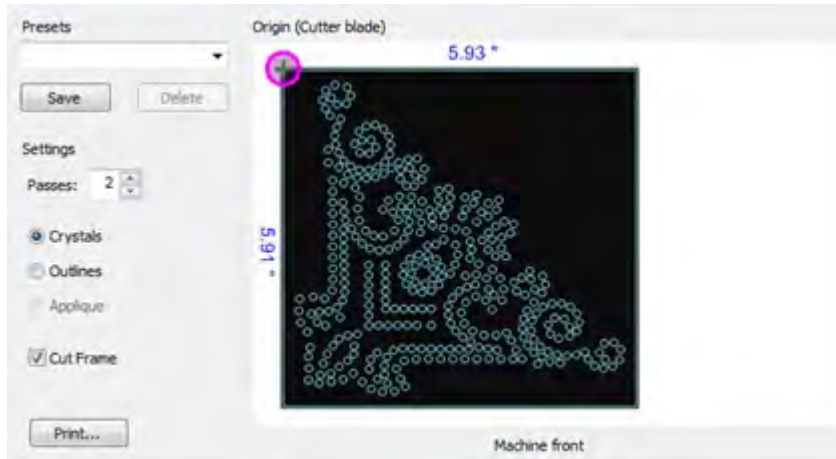 Presets
Save
Delete
Settings
Passes: 2
Crystals
Outlines
Applique
Cut Frame
Print...
Origin (Cutter blade)
5.93 "
5.91 "
Machine front